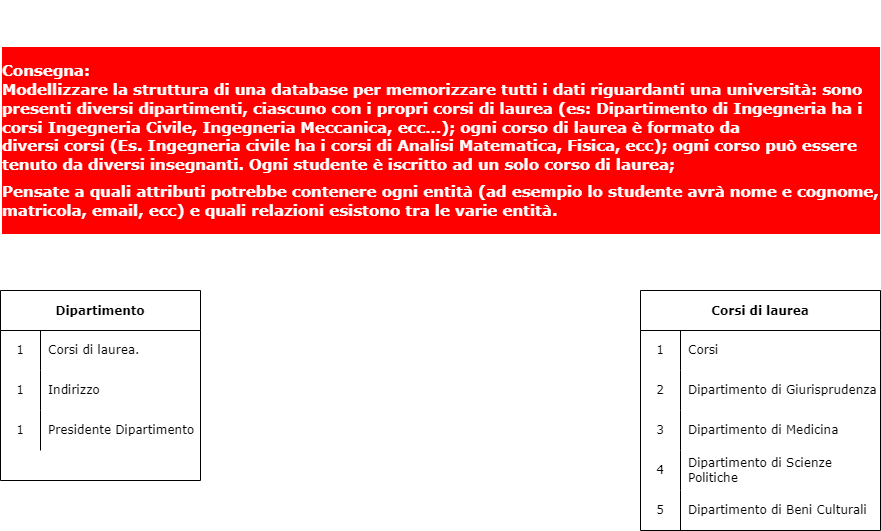 Consegna:
Modellizzare la struttura di una database per memorizzare tutti i dati riguardanti una università: sono
presenti diversi dipartimenti, ciascuno con i propri corsi di laurea (es: Dipartimento di Ingegneria ha i
corsi Ingegneria Civile, Ingegneria Meccanica, ecc...); ogni corso di laurea è formato da
diversi corsi (Es. Ingegneria civile ha i corsi di Analisi Matematica, Fisica, ecc); ogni corso può essere
tenuto da diversi insegnanti. Ogni studente è iscritto ad un solo corso di laurea;
Pensate a quali attributi potrebbe contenere ogni entità (ad esempio lo studente avrà nome e cognome,
matricola, email, ecc) e quali relazioni esistono tra le varie entità.
Dipartimento
1 Corsi di laurea.
1 Indirizzo
1 Presidente Dipartimento
Corsi di laurea
1 Corsi
2 Dipartimento di Giurisprudenza
3 Dipartimento di Medicina
4 Dipartimento di Scienze
Politiche
5 Dipartimento di Beni Culturali